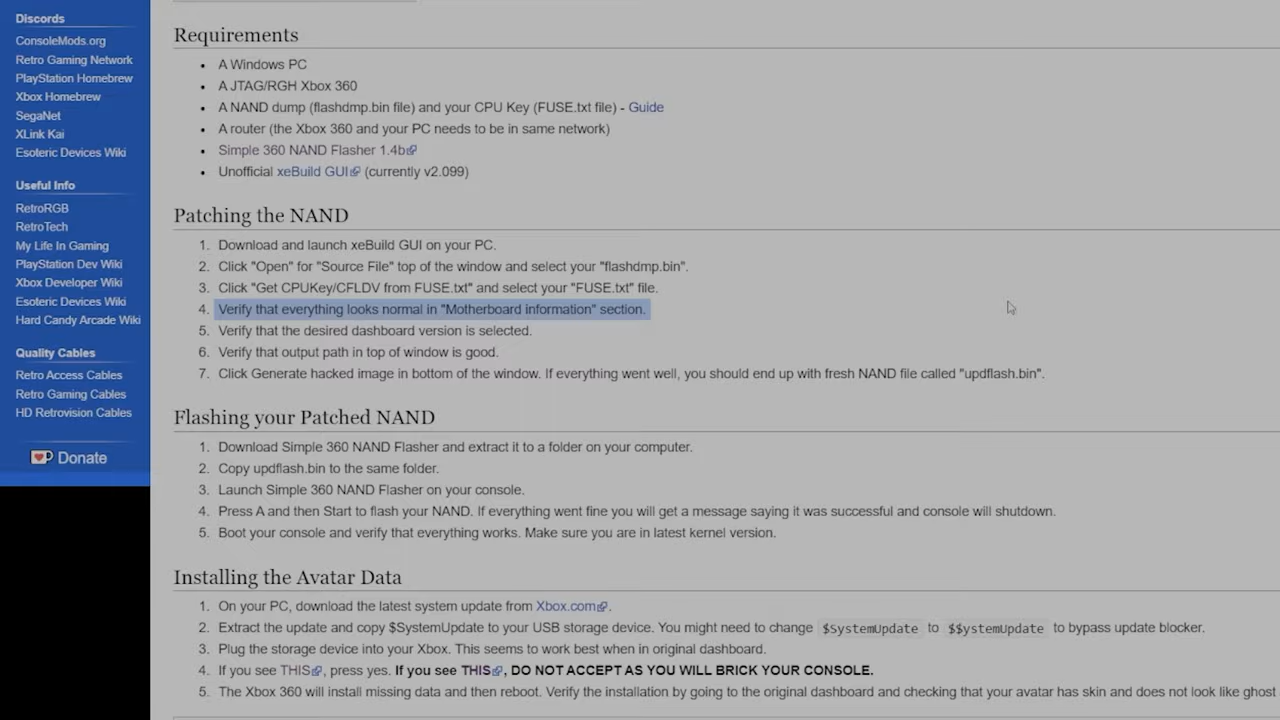 Discords
ConsoleMods.org
Retro Gaming Network
PlayStation Homebrew
Xbox Homebrew
SegaNet
XLink Kai
Esoteric Devices Wiki
Useful Info
RetroRGB
RetroTech
My Life In Gaming
PlayStation Dev Wiki
Xbox Developer Wiki
Esoteric Devices Wiki
Hard Candy Arcade Wiki
Quality Cables
Retro Access Cables
Retro Gaming Cables
HD Retrovision Cables
Donate
Requirements
• A Windows PC
• A JTAG/RGH Xbox 360
• A NAND dump (flashdmp.bin file) and your CPU Key (FUSE.txt file) - Guide
• A router (the Xbox 360 and your PC needs to be in same network)
• Simple 360 NAND Flasher 1.4b
• Unofficial xeBuild GUI (currently v2.099)
Patching the NAND
1. Download and launch xeBuild GUI on your PC.
2. Click "Open" for "Source File" top of the window and select your "flashdmp.bin".
3. Click "Get CPUKey/CFLDV from FUSE.txt" and select your "FUSE.txt" file.
4. Verify that everything looks normal in "Motherboard information" section.
5. Verify that the desired dashboard version is selected.
6. Verify that output path in top of window is good.
7. Click Generate hacked image in bottom of the window. If everything went well, you should end up with fresh NAND file called "updflash.bin".
Flashing your Patched NAND
1. Download Simple 360 NAND Flasher and extract it to a folder on your computer.
2. Copy updflash.bin to the same folder.
3. Launch Simple 360 NAND Flasher on your console.
4. Press A and then Start to flash your NAND. If everything went fine you will get a message saying it was successful and console will shutdown.
5. Boot your console and verify that everything works. Make sure you are in latest kernel version.
Installing the Avatar Data
1. On your PC, download the latest system update from Xbox.com.
2. Extract the update and copy $SystemUpdate to your USB storage device. You might need to change $SystemUpdate to $$ystemUpdate to bypass update blocker.
3. Plug the storage device into your Xbox. This seems to work best when in original dashboard.
4. If you see THIS, press yes. If you see THIS, DO NOT ACCEPT AS YOU WILL BRICK YOUR CONSOLE.
5. The Xbox 360 will install missing data and then reboot. Verify the installation by going to the original dashboard and checking that your avatar has skin and does not look like ghost